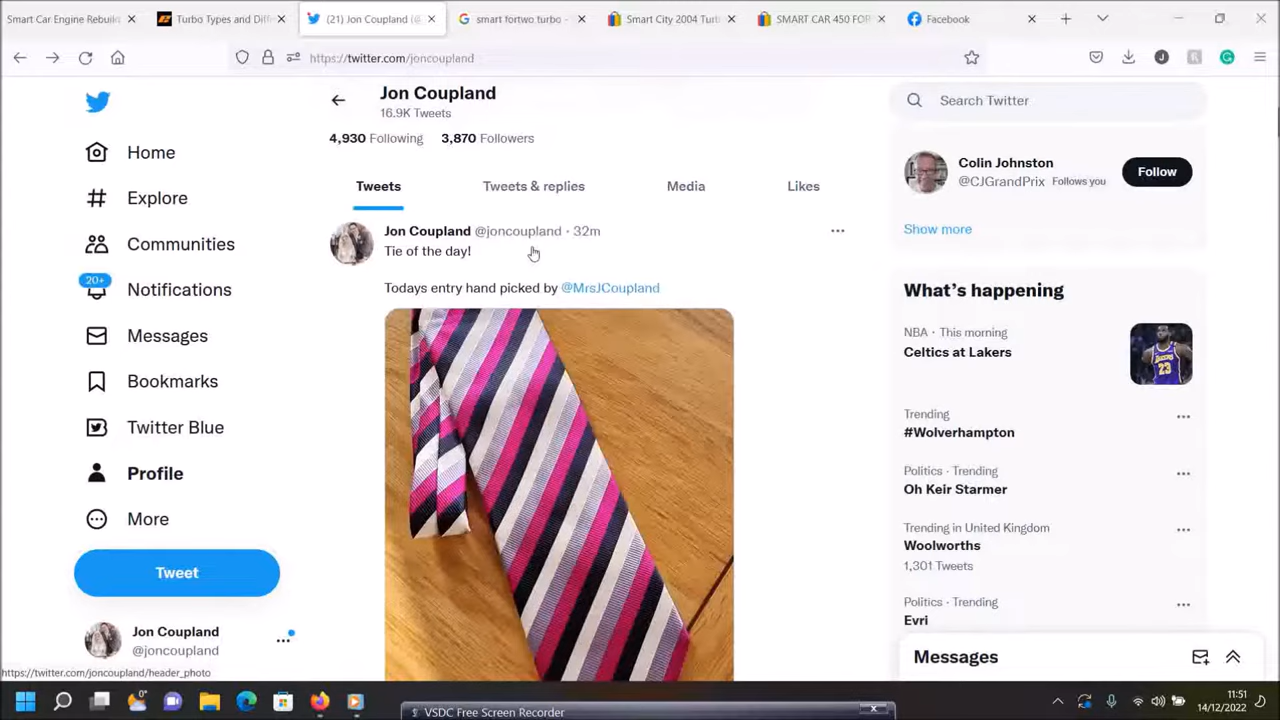 Smart Car Engine Rebuild
Turbo Types and Diff
(21) Jon Coupland (@
smart fortwo turbo -
Smart City 2004 Turb
SMART CAR 450 FOR
Facebook
https://twitter.com/joncoupland
Jon Coupland
16.9K Tweets
4,930 Following 3,870 Followers
Tweets
Tweets & replies
Media
Likes
Home
Explore
Communities
20+
Notifications
Messages
Bookmarks
Twitter Blue
Profile
More
Tweet
Jon Coupland
@joncoupland
Jon Coupland @joncoupland · 32m
Tie of the day!
Todays entry hand picked by @MrsJCoupland
Search Twitter
Colin Johnston
@CJGrandPrix Follows you
Follow
Show more
What's happening
NBA · This morning
Celtics at Lakers
Trending
#Wolverhampton
Politics · Trending
Oh Keir Starmer
Trending in United Kingdom
Woolworths
1,301 Tweets
Politics · Trending
Evri
Messages
https://twitter.com/joncoupland/header_photo
VSDC Free Screen Recorder
11:51
14/12/2022